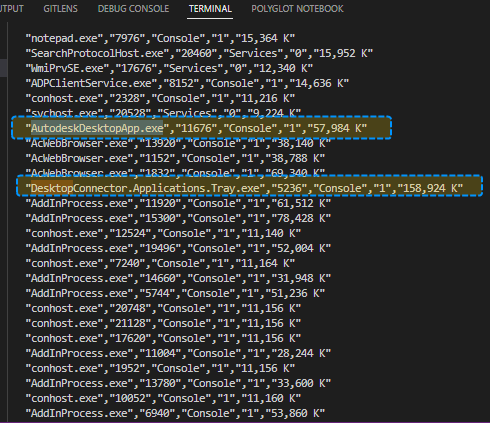 UTPUT GITLENS DEBUG CONSOLE TERMINAL POLYGLOT NOTEBOOK
"notepad.exe","7976","Console","1","15,364 K"
"SearchProtocolHost.exe","20460","Services","0","15,952 K"
"WmiPrvSE.exe","17676","Services","0","12,340 K"
"ADPClientService.exe","8152","Console","1","14,636 K"
"conhost.exe","2328","Console","1","11,216 K"
"svchost.exe","20528","Services","0","9,224 K"
"AutodeskDesktopApp.exe","11676","Console","1","57,984 K"
"AcWebBrowser.exe","13920","Console","1","38,140 K"
"AcWebBrowser.exe","1152","Console","1","38,788 K"
"AcWebBrowser.exe","1832","Console","1","69,340 K"
"DesktopConnector.Applications.Tray.exe","5236","Console","1","158,924 K"
"AddInProcess.exe","11920","Console","1","61,512 K"
"AddInProcess.exe","15300","Console","1","78,428 K"
"conhost.exe","12524","Console","1","11,140 K"
"AddInProcess.exe","19496","Console","1","52,004 K"
"conhost.exe","7240","Console","1","11,164 K"
"AddInProcess.exe","14660","Console","1","31,948 K"
"AddInProcess.exe","5744","Console","1","51,236 K"
"conhost.exe","20748","Console","1","11,156 K"
"conhost.exe","21128","Console","1","11,156 K"
"conhost.exe","17620","Console","1","11,156 K"
"AddInProcess.exe","11004","Console","1","28,244 K"
"conhost.exe","1952","Console","1","11,156 K"
"AddInProcess.exe","13780","Console","1","33,600 K"
"conhost.exe","10052","Console","1","11,160 K"
"AddInProcess.exe","6940","Console","1","53,860 K"